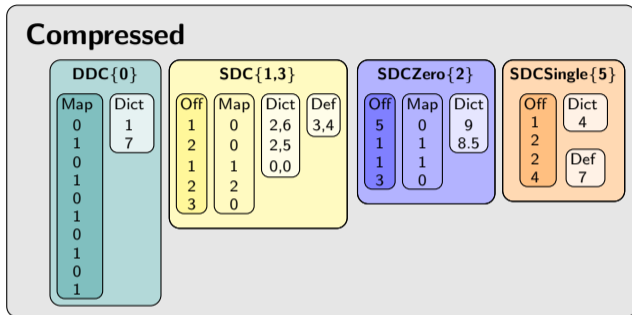 Compressed
DDC{0}
Map Dict
0 1
1 7
0
1
0
1
0
1
0
1
SDC{1,3}
Off Map Dict Def
1 0 2,6 3,4
2 0 2,5
1 1 0,0
2 2
3 0
SDCZero{2}
Off Map Dict
5 0 9
1 1 8.5
1 1
3 0
SDCSingle{5}
Off Dict
1 4
2
2 Def
4 7